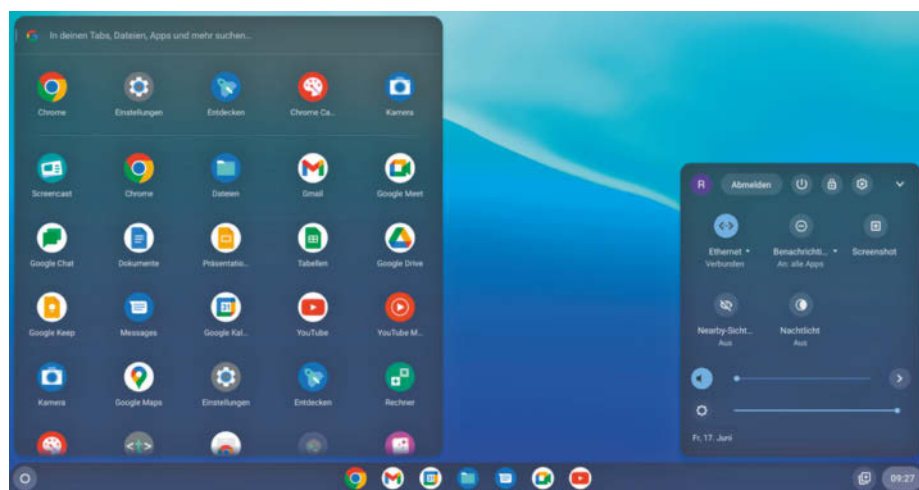 In deinen Tabs, Dateien, Apps und mehr suchen...
Chrome
Einstellungen
Entdecken
Chrome Ca...
Kamera
Screencast
Chrome
Dateien
Gmail
Google Meet
Google Chat
Dokumente
Präsentatio...
Tabellen
Google Drive
Google Keep
Messages
Google Kal...
YouTube
YouTube M...
Kamera
Google Maps
Einstellungen
Entdecken
Rechner
R
Abmelden
Ethernet
Verbunden
Benachrichti...
An: alle Apps
Screenshot
Nearby-Sicht...
Aus
Nachtlicht
Aus
Fr, 17. Juni
09:27